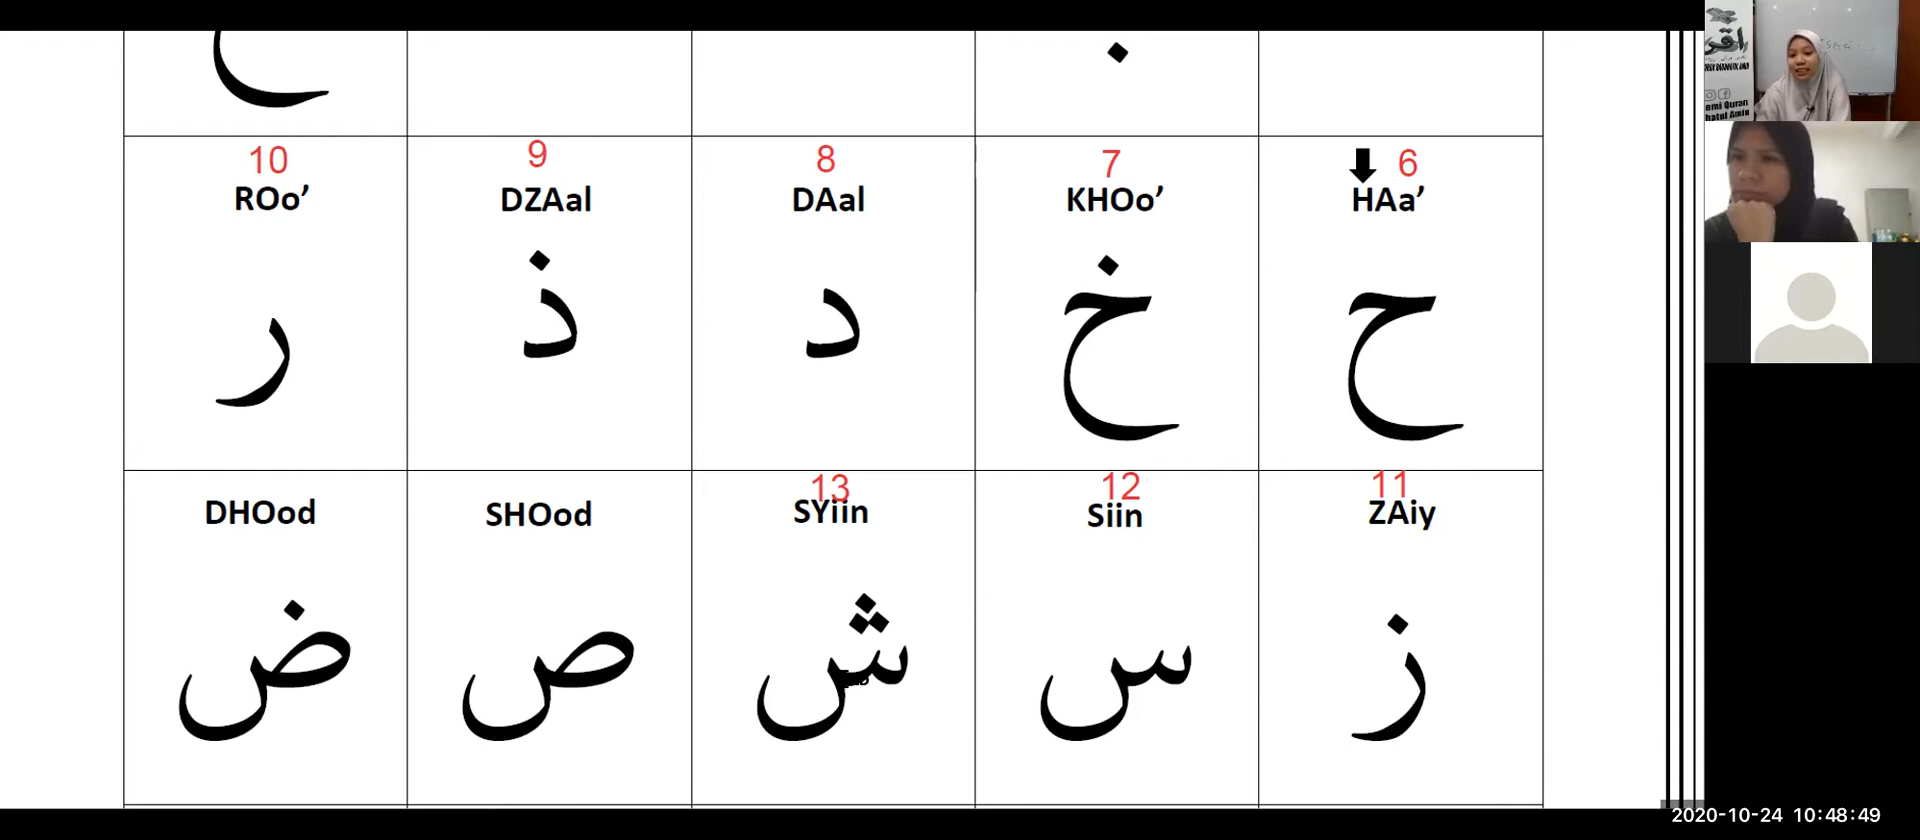 10 9 8 7 6
ROo’ DZAal DAal KHOo’ HAa’
ر ذ د خ ح
13 12 11
DHOod SHOod SYiin Siin ZAiy
ض ص ش س ز
2020-10-24 10:48:49